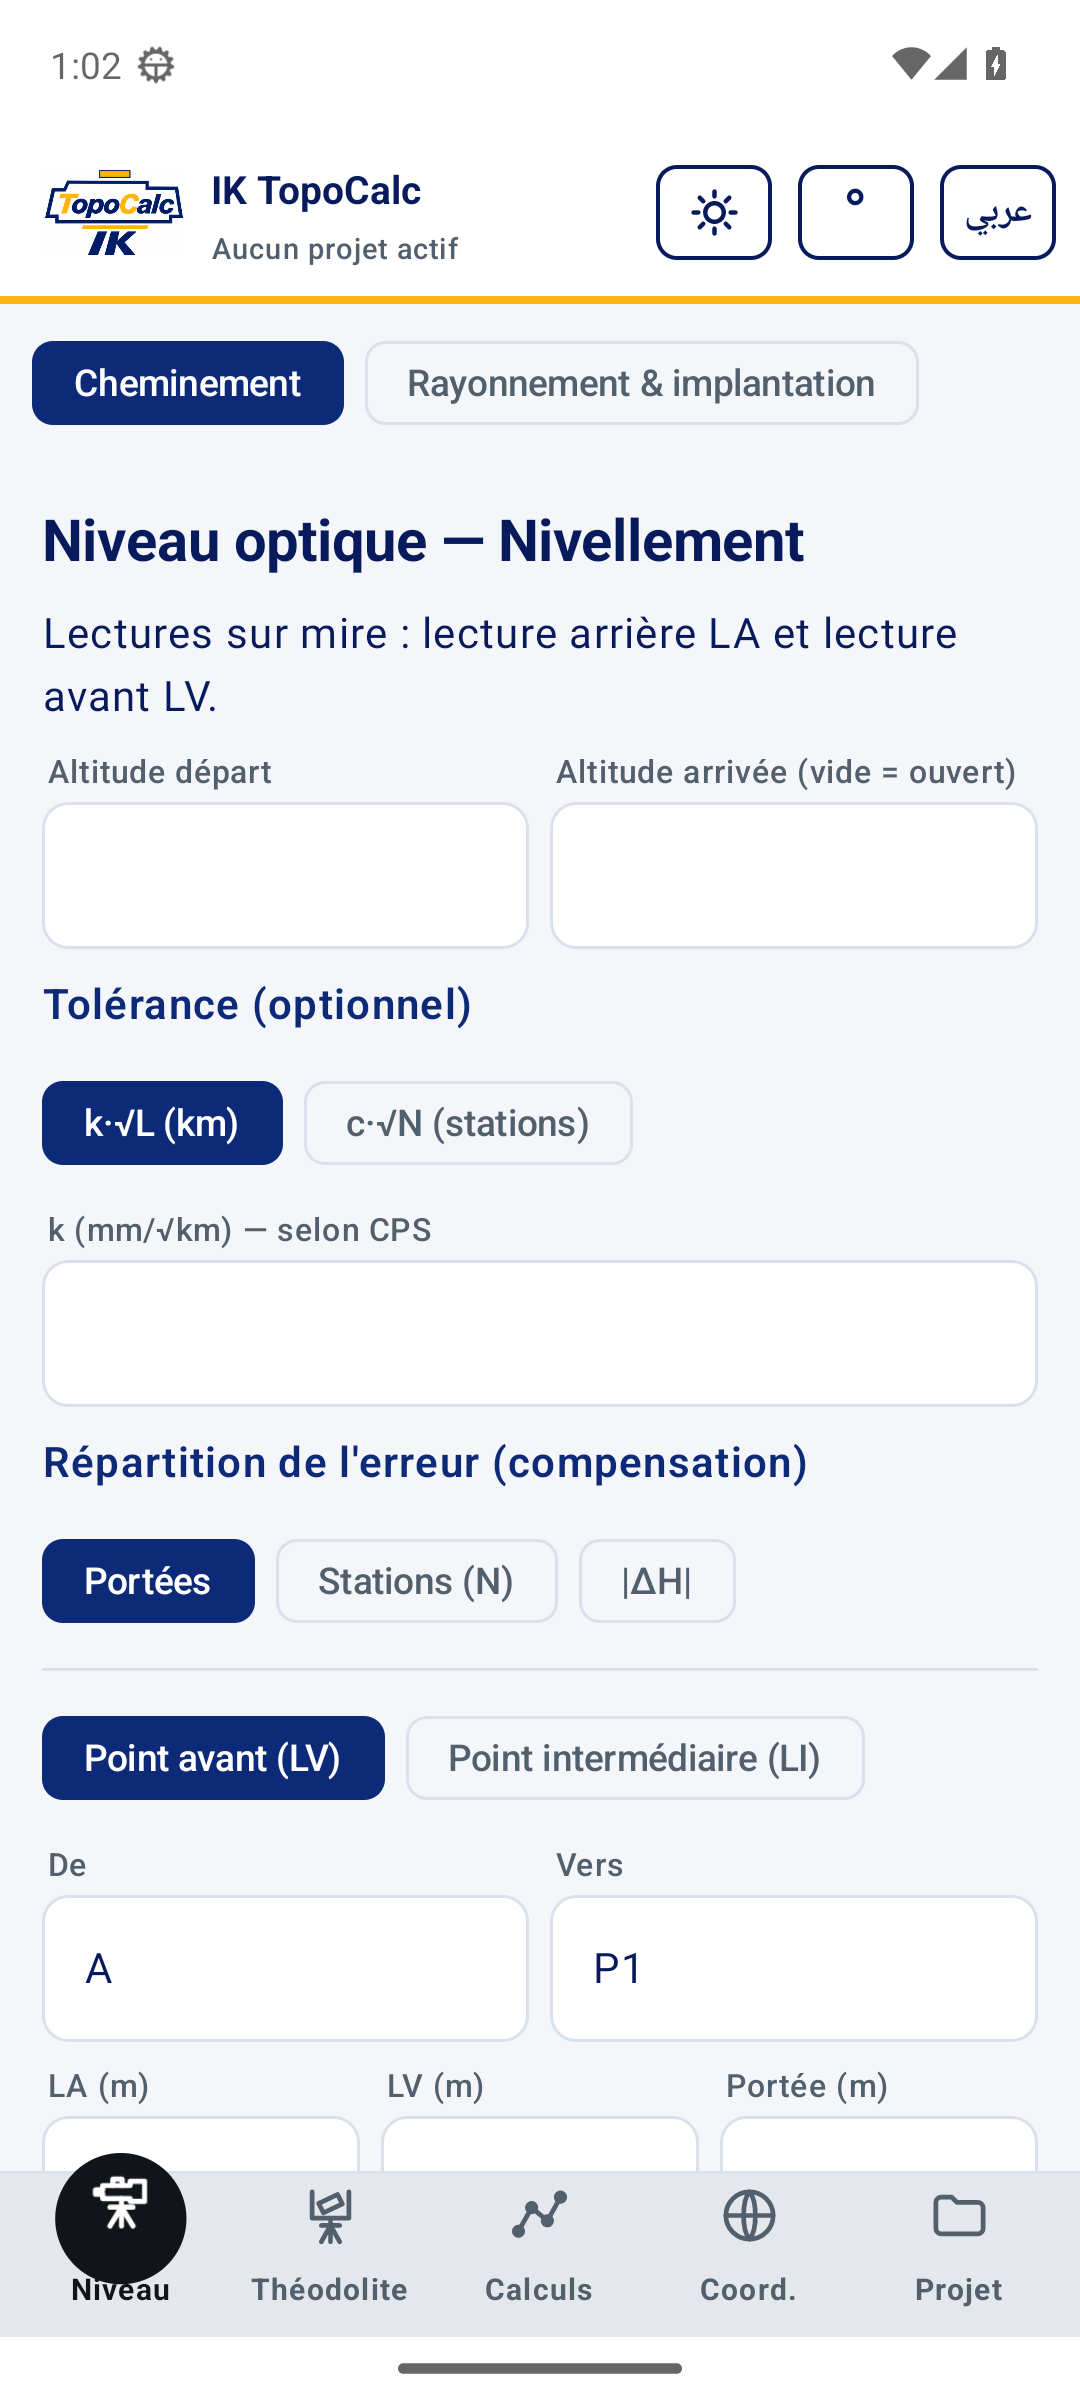 1:02
TopoCalc
IK
IK TopoCalc
Aucun projet actif
°
عربي
Cheminement
Rayonnement & implantation
Niveau optique — Nivellement
Lectures sur mire : lecture arrière LA et lecture
avant LV.
Altitude départ
Altitude arrivée (vide = ouvert)
Tolérance (optionnel)
k·√L (km)
c·√N (stations)
k (mm/√km) — selon CPS
Répartition de l'erreur (compensation)
Portées
Stations (N)
|ΔH|
Point avant (LV)
Point intermédiaire (LI)
De
Vers
A
P1
LA (m)
LV (m)
Portée (m)
Niveau
Théodolite
Calculs
Coord.
Projet